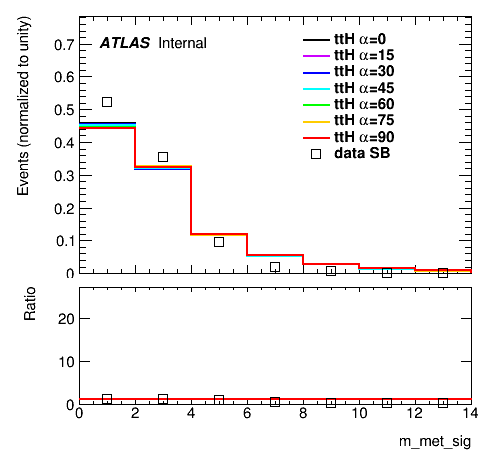 ATLAS Internal
ttH α=0
ttH α=15
ttH α=30
ttH α=45
ttH α=60
ttH α=75
ttH α=90
data SB
Events (normalized to unity)
0.7
0.6
0.5
0.4
0.3
0.2
0.1
0
Ratio
20
10
0
0 2 4 6 8 10 12 14
m_met_sig